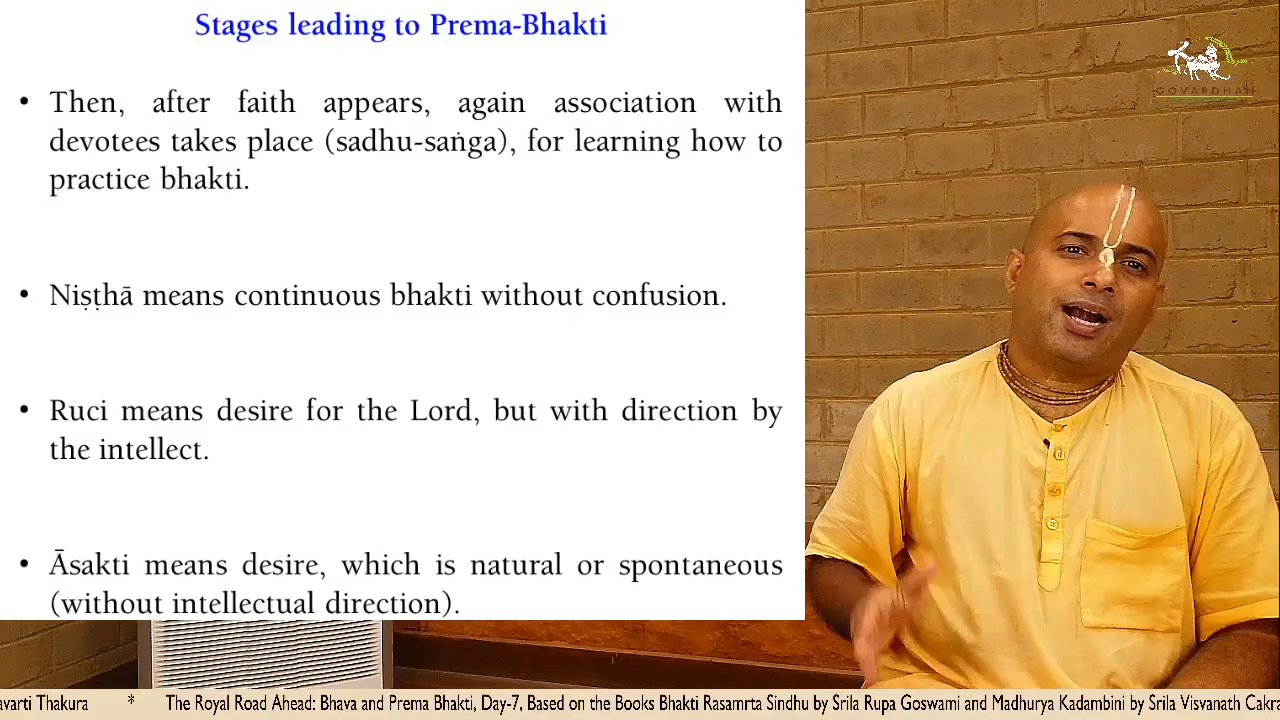 Stages leading to Prema-Bhakti
• Then, after faith appears, again association with
devotees takes place (sadhu-saṅga), for learning how to
practice bhakti.
• Niṣṭhā means continuous bhakti without confusion.
• Ruci means desire for the Lord, but with direction by
the intellect.
• Āsakti means desire, which is natural or spontaneous
(without intellectual direction).
GOVARDHAN
avarti Thakura * The Royal Road Ahead: Bhava and Prema Bhakti, Day-7, Based on the Books Bhakti Rasamrta Sindhu by Srila Rupa Goswami and Madhurya Kadambini by Srila Visvanath Cakra